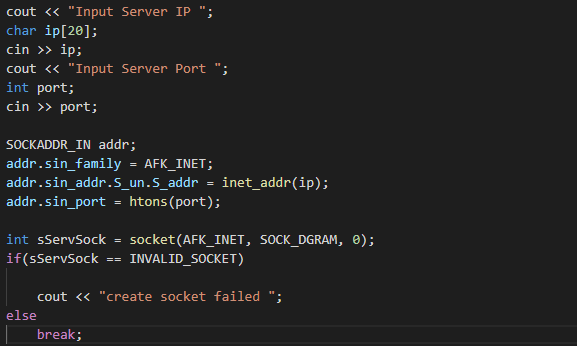 cout << "Input Server IP ";
char ip[20];
cin >> ip;
cout << "Input Server Port ";
int port;
cin >> port;
SOCKADDR_IN addr;
addr.sin_family = AFK_INET;
addr.sin_addr.S_un.S_addr = inet_addr(ip);
addr.sin_port = htons(port);
int sServSock = socket(AFK_INET, SOCK_DGRAM, 0);
if(sServSock == INVALID_SOCKET)
cout << "create socket failed ";
else
break;